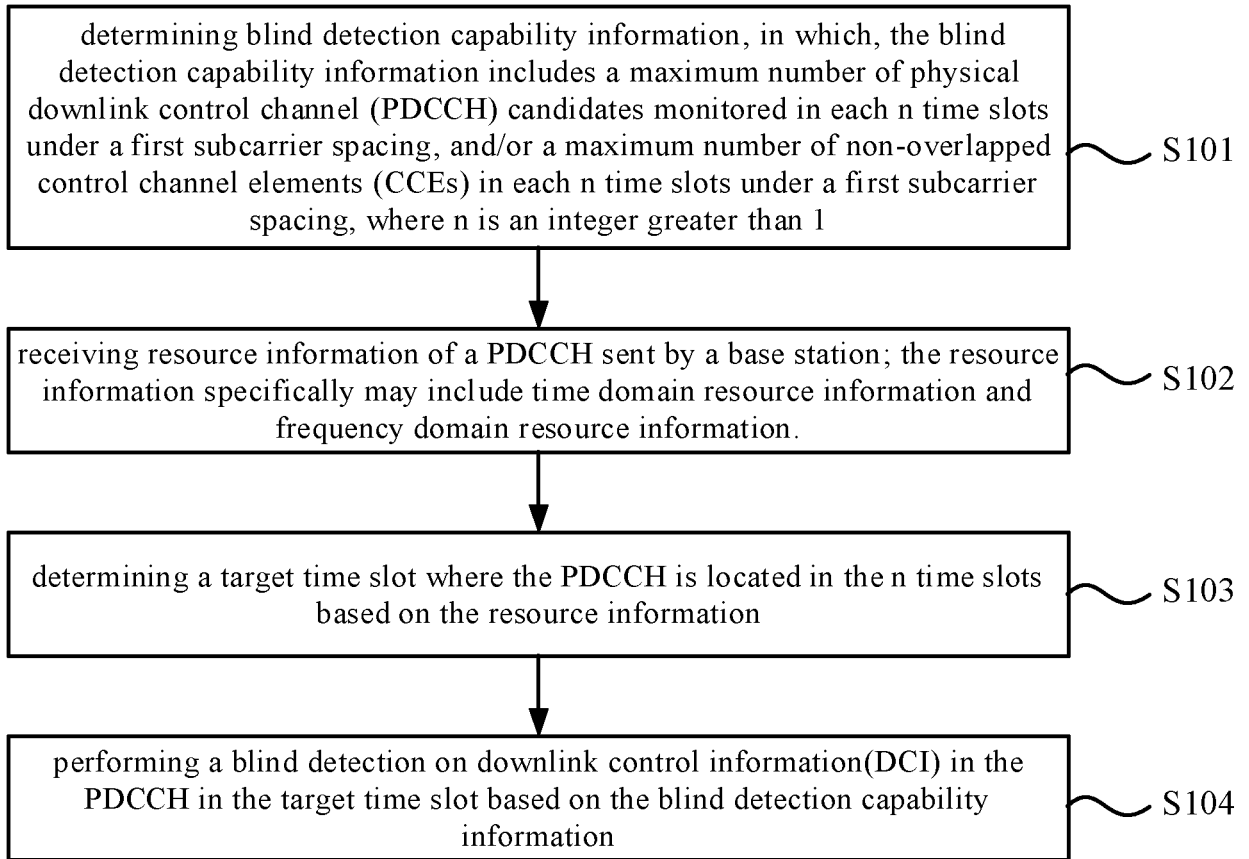 determining blind detection capability information, in which, the blind
detection capability information includes a maximum number of physical
downlink control channel (PDCCH) candidates monitored in each n time slots
under a first subcarrier spacing, and/or a maximum number of non-overlapped
control channel elements (CCEs) in each n time slots under a first subcarrier
spacing, where n is an integer greater than 1
S101
receiving resource information of a PDCCH sent by a base station; the resource
information specifically may include time domain resource information and
frequency domain resource information.
S102
determining a target time slot where the PDCCH is located in the n time slots
based on the resource information
S103
performing a blind detection on downlink control information(DCI) in the
PDCCH in the target time slot based on the blind detection capability
information
S104